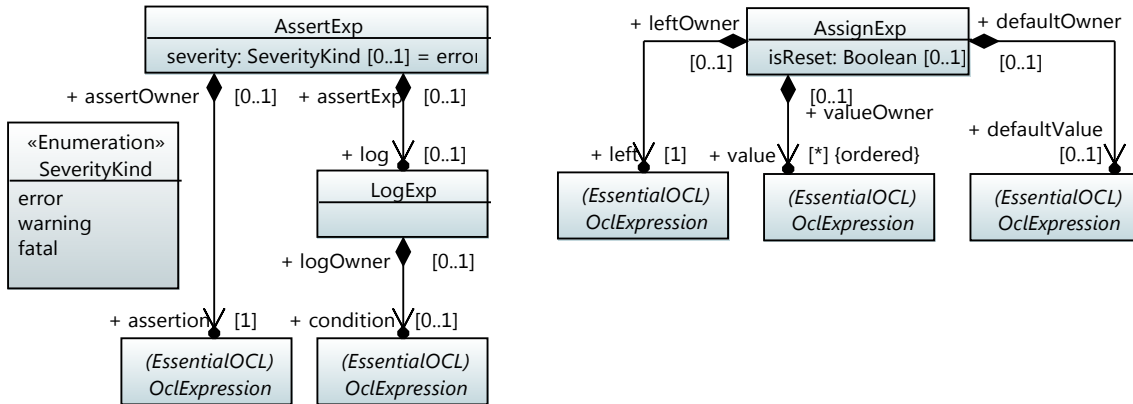 AssertExp
severity: SeverityKind [0..1] = error
+ assertOwner [0..1] + assertExp [0..1]
«Enumeration»
SeverityKind
error
warning
fatal
+ log [0..1]
LogExp
+ logOwner [0..1]
+ assertion [1] + condition [0..1]
(EssentialOCL)
OclExpression
(EssentialOCL)
OclExpression
+ leftOwner
[0..1]
AssignExp
isReset: Boolean [0..1]
+ defaultOwner
[0..1]
[0..1]
+ valueOwner
+ defaultValue
[0..1]
+ left [1] + value [*] {ordered}
(EssentialOCL)
OclExpression
(EssentialOCL)
OclExpression
(EssentialOCL)
OclExpression